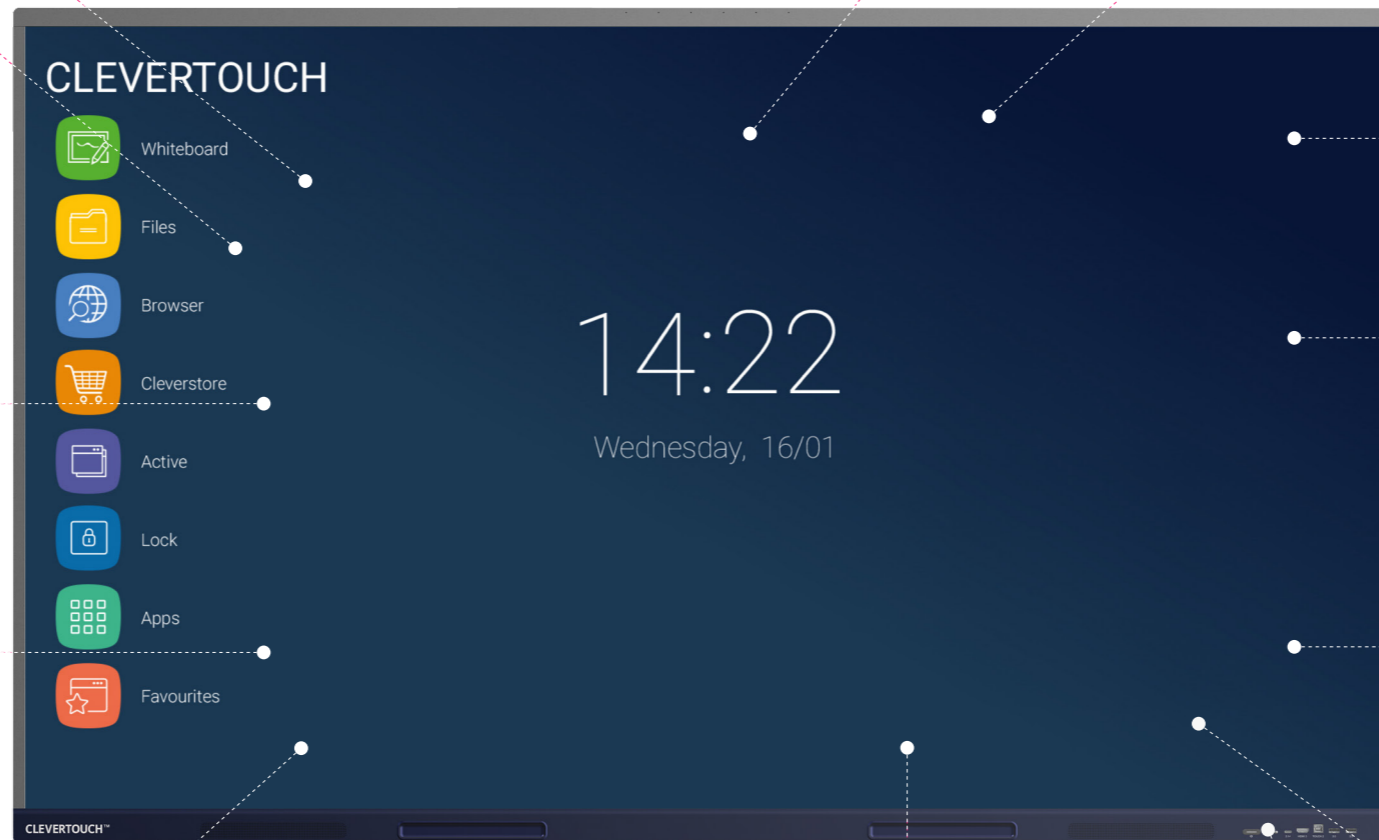 CLEVERTOUCH
Whiteboard
Files
Browser
Cleverstore
Active
Lock
Apps
Favourites
14:22
Wednesday, 16/01
CLEVERTOUCH™